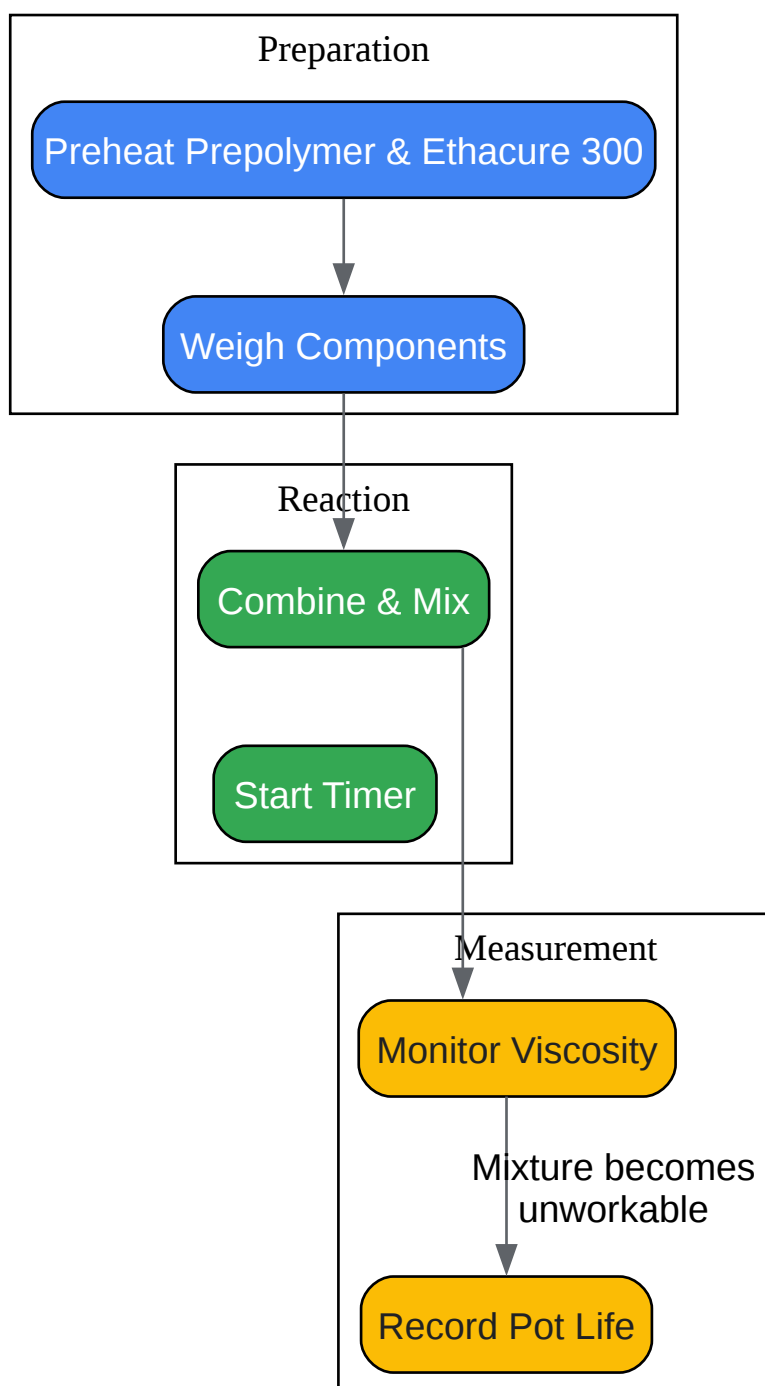 Preparation
Preheat Prepolymer & Ethacure 300
Weigh Components
Reaction
Combine & Mix
Start Timer
Measurement
Monitor Viscosity
Mixture becomes
unworkable
Record Pot Life